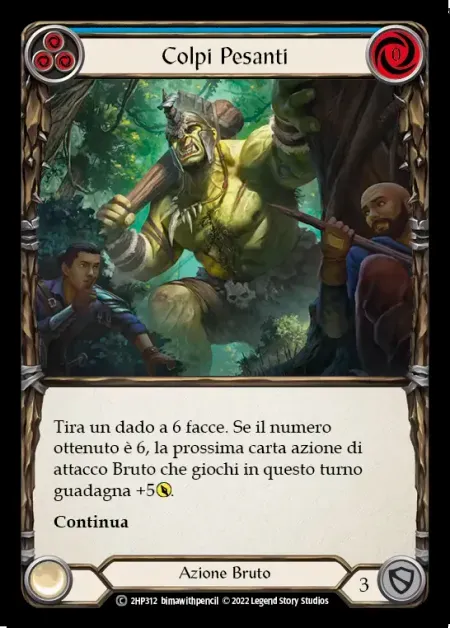 0
Colpi Pesanti
Tira un dado a 6 facce. Se il numero
ottenuto è 6, la prossima carta azione di
attacco Bruto che giochi in questo turno
guadagna +5.
Continua
Azione Bruto
3
C 2HP312 bimawithpencil © 2022 Legend Story Studios